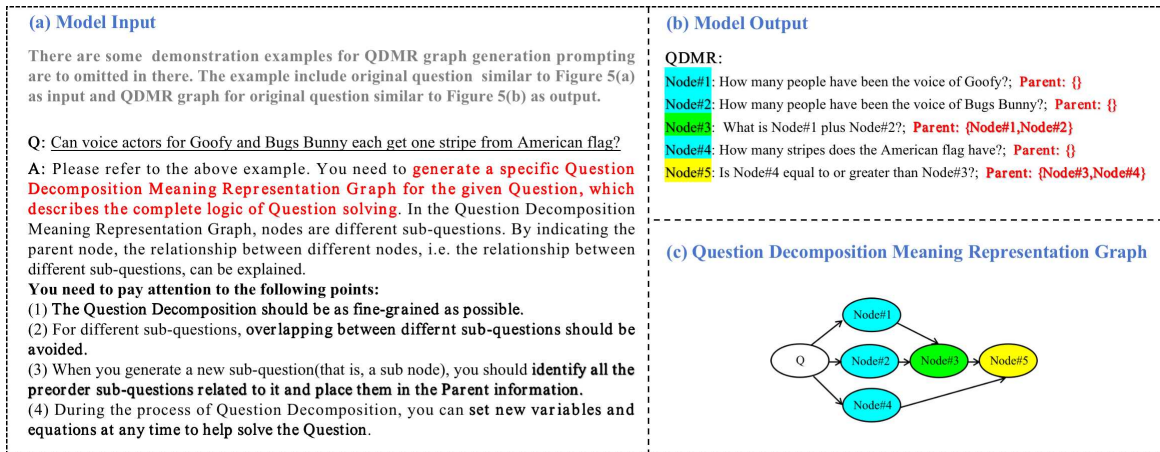 (a) Model Input
There are some demonstration examples for QDMR graph generation prompting
are to omitted in there. The example include original question similar to Figure 5(a)
as input and QDMR graph for original question similar to Figure 5(b) as output.
Q: Can voice actors for Goofy and Bugs Bunny each get one stripe from American flag?
A: Please refer to the above example. You need to generate a specific Question
Decomposition Meaning Representation Graph for the given Question, which
describes the complete logic of Question solving. In the Question Decomposition
Meaning Representation Graph, nodes are different sub-questions. By indicating the
parent node, the relationship between different nodes, i.e. the relationship between
different sub-questions, can be explained.
You need to pay attention to the following points:
(1) The Question Decomposition should be as fine-grained as possible.
(2) For different sub-questions, overlapping between differnt sub-questions should be
avoided.
(3) When you generate a new sub-question(that is, a sub node), you should identify all the
preorder sub-questions related to it and place them in the Parent information.
(4) During the process of Question Decomposition, you can set new variables and
equations at any time to help solve the Question.
(b) Model Output
QDMR:
Node#1: How many people have been the voice of Goofy?; Parent: {}
Node#2: How many people have been the voice of Bugs Bunny?; Parent: {}
Node#3: What is Node#1 plus Node#2?; Parent: {Node#1,Node#2}
Node#4: How many stripes does the American flag have?; Parent: {}
Node#5: Is Node#4 equal to or greater than Node#3?; Parent: {Node#3,Node#4}
(c) Question Decomposition Meaning Representation Graph
Node#1
Q
Node#2
Node#3
Node#5
Node#4